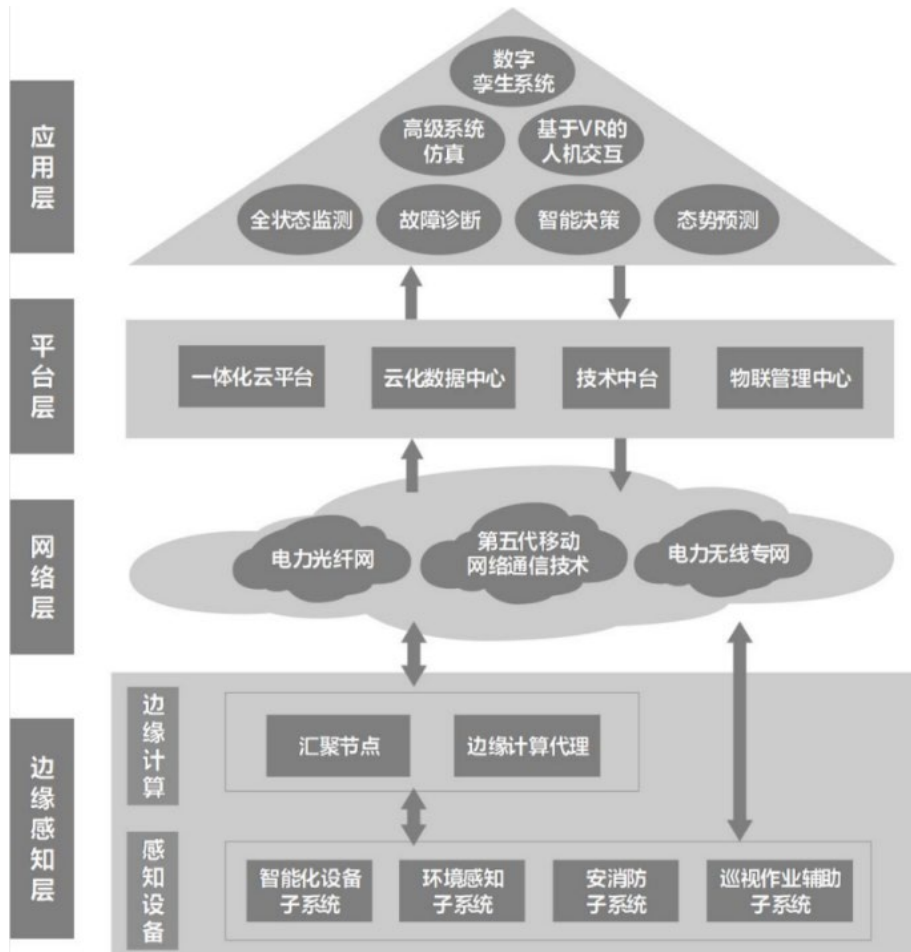 应用层
数字
孪生系统
高级系统
仿真
基于VR的
人机交互
全状态监测
故障诊断
智能决策
态势预测
平台层
一体化云平台
云化数据中心
技术中台
物联管理中心
网络层
电力光纤网
第五代移动
网络通信技术
电力无线专网
边缘感知层
边缘计算
汇聚节点
边缘计算代理
感知设备
智能化设备
子系统
环境感知
子系统
安消防
子系统
巡视作业辅助
子系统